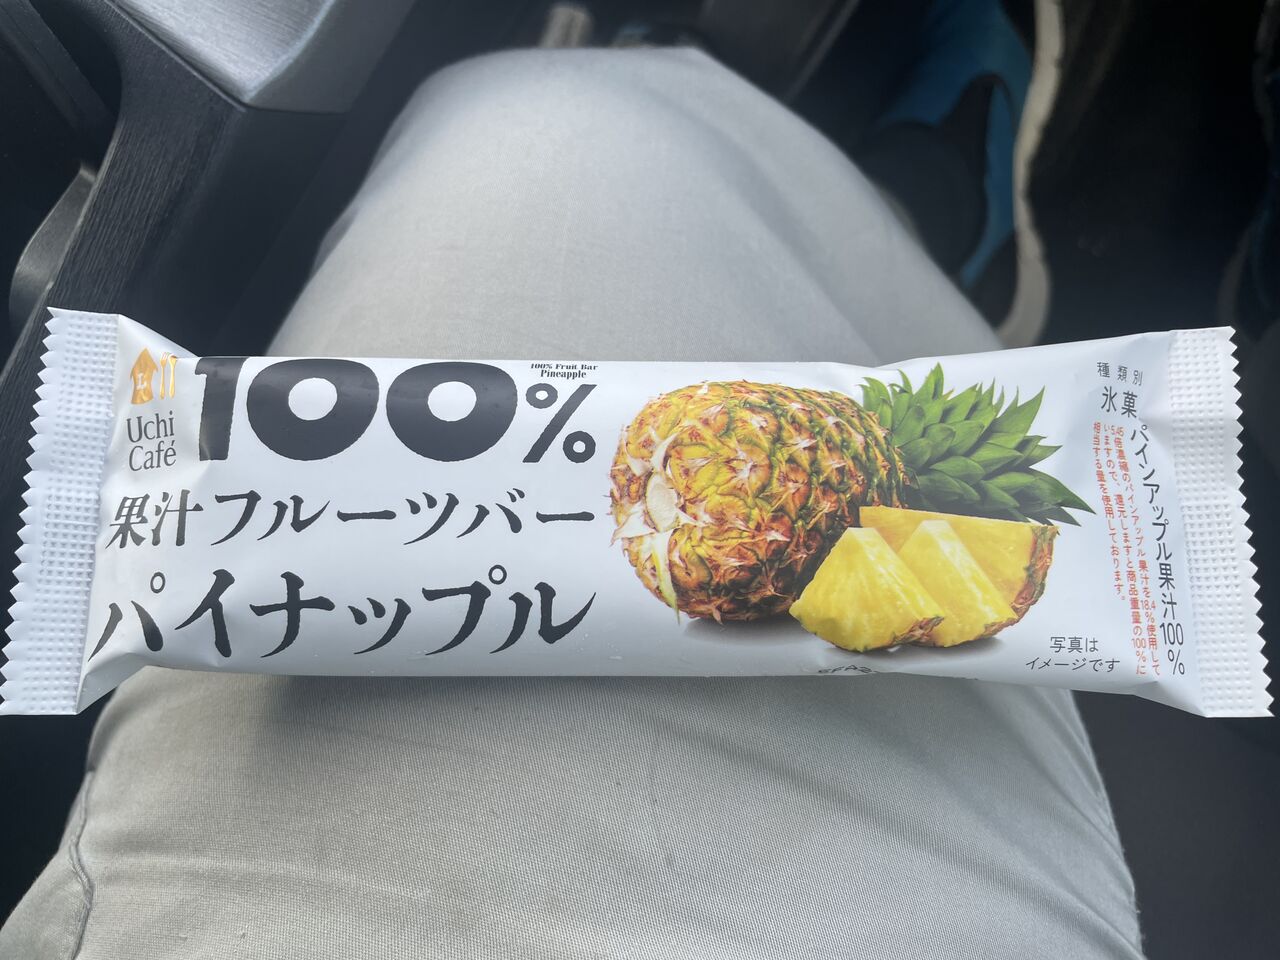 L
Uchi
Café
100%
100% Fruit Bar
Pineapple
果汁フルーツバー
パイナップル
種類別
氷菓
パインアップル果汁100%
5.45倍濃縮のパインアップル果汁を18.4%使用して
いますので、還元しますと商品重量の100%に
相当する量を使用しております。
写真は
イメージです